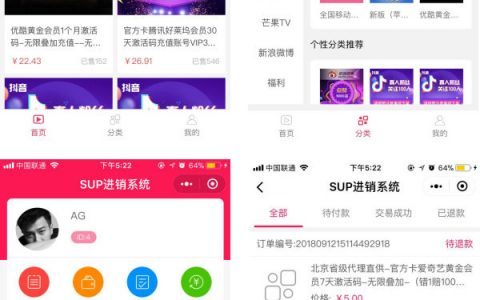 优酷黄金会员1个月激活
码–无限叠加充值—–无...
¥ 22.43
已售152
官方卡腾讯好莱坞会员30
天激活码充值账号VIP3...
¥ 26.91
已售546
抖音
抖音
首页
分类
我的
芒果TV
新浪微博
福利
全国移动...
新版（苹...
个性分类推荐
真人粉丝
关注100人
真人粉丝
关注100人
首页
分类
我的
中国联通
下午5:22
64%
SUP进销系统
AG
ID:4
中国联通
下午5:22
64%
SUP进销系统
全部
待付款
交易成功
已退款
订单编号:2018091215114492918
待退款
北京省级代理直供–官方卡爱奇艺黄金会
员7天激活码–无限叠加–（错1赔100）
价格: ¥ 5.00